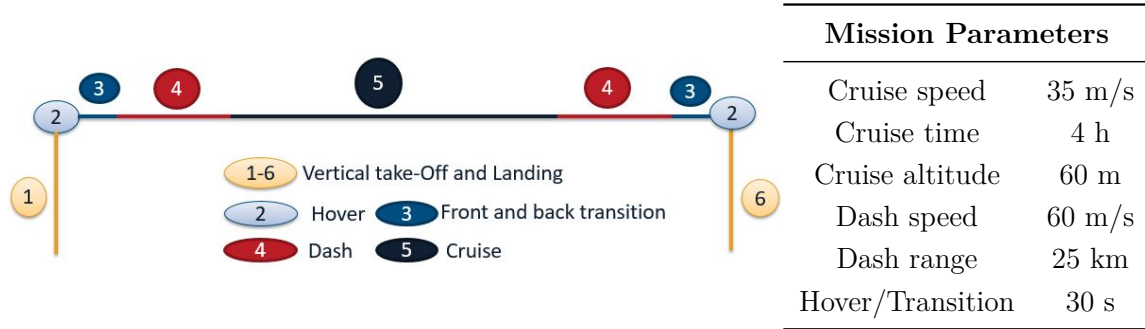 3
4
5
4
3
2
2
1-6 Vertical take-Off and Landing
1
6
2 Hover 3 Front and back transition
4 Dash 5 Cruise
Mission Parameters
Cruise speed 35 m/s
Cruise time 4 h
Cruise altitude 60 m
Dash speed 60 m/s
Dash range 25 km
Hover/Transition 30 s